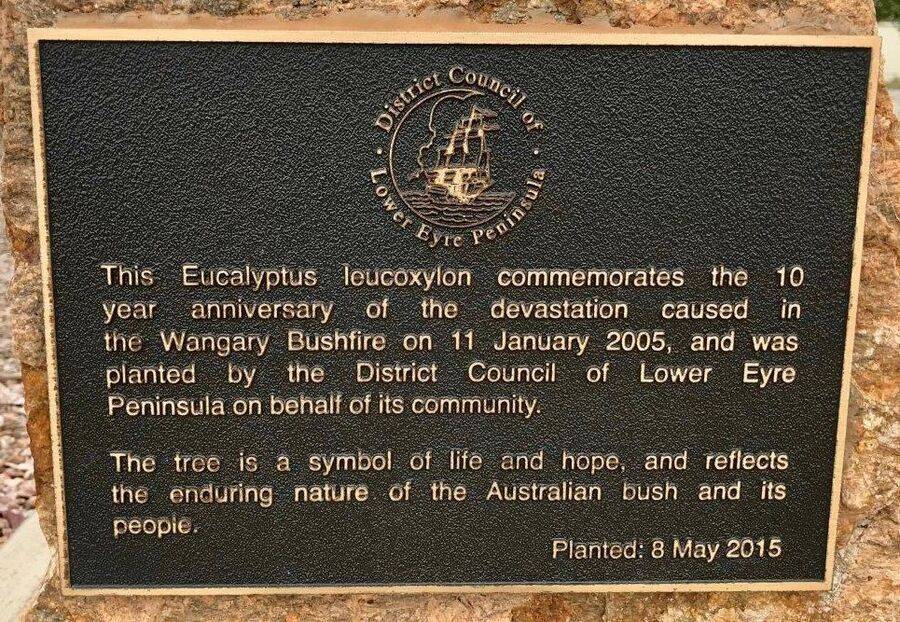 District Council of
Lower Eyre Peninsula
This Eucalyptus leucoxylon commemorates the 10
year anniversary of the devastation caused in
the Wangary Bushfire on 11 January 2005, and was
planted by the District Council of Lower Eyre
Peninsula on behalf of its community.
The tree is a symbol of life and hope, and reflects
the enduring nature of the Australian bush and its
people.
Planted: 8 May 2015